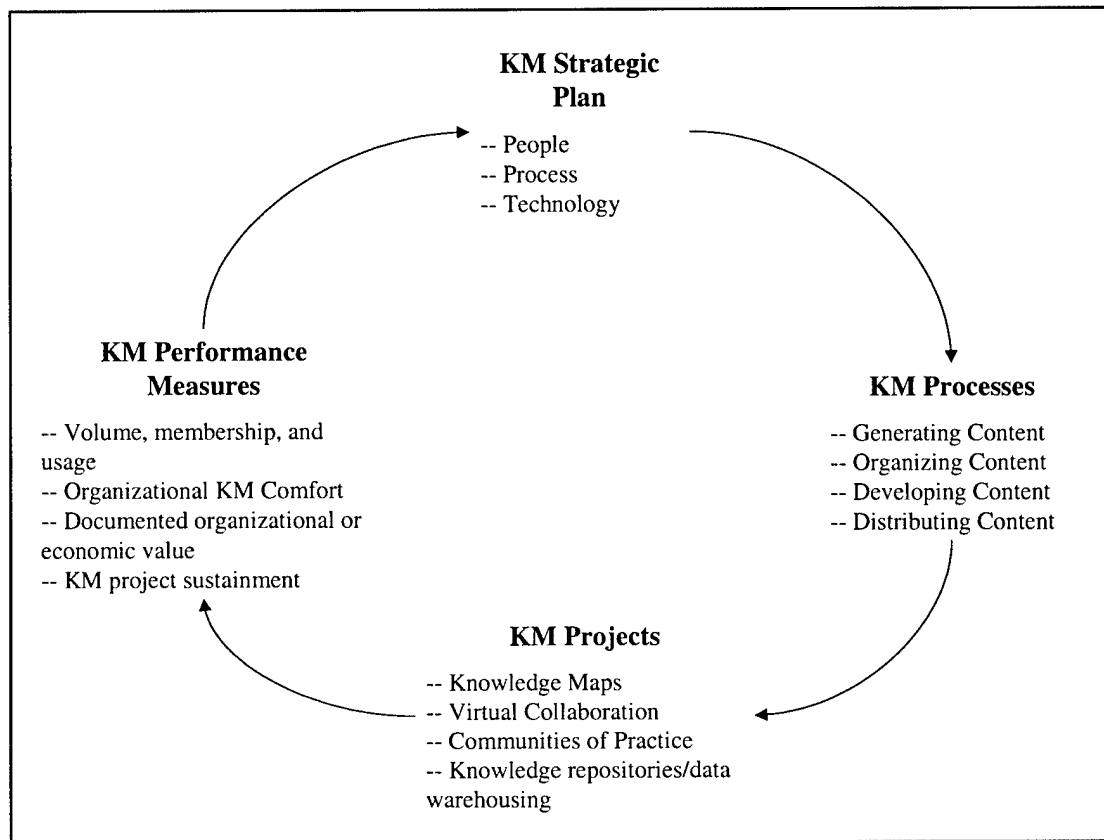 KM Strategic
Plan
-- People
-- Process
-- Technology
KM Performance
Measures
-- Volume, membership, and
usage
-- Organizational KM Comfort
-- Documented organizational or
economic value
-- KM project sustainment
KM Processes
-- Generating Content
-- Organizing Content
-- Developing Content
-- Distributing Content
KM Projects
-- Knowledge Maps
-- Virtual Collaboration
-- Communities of Practice
-- Knowledge repositories/data
warehousing